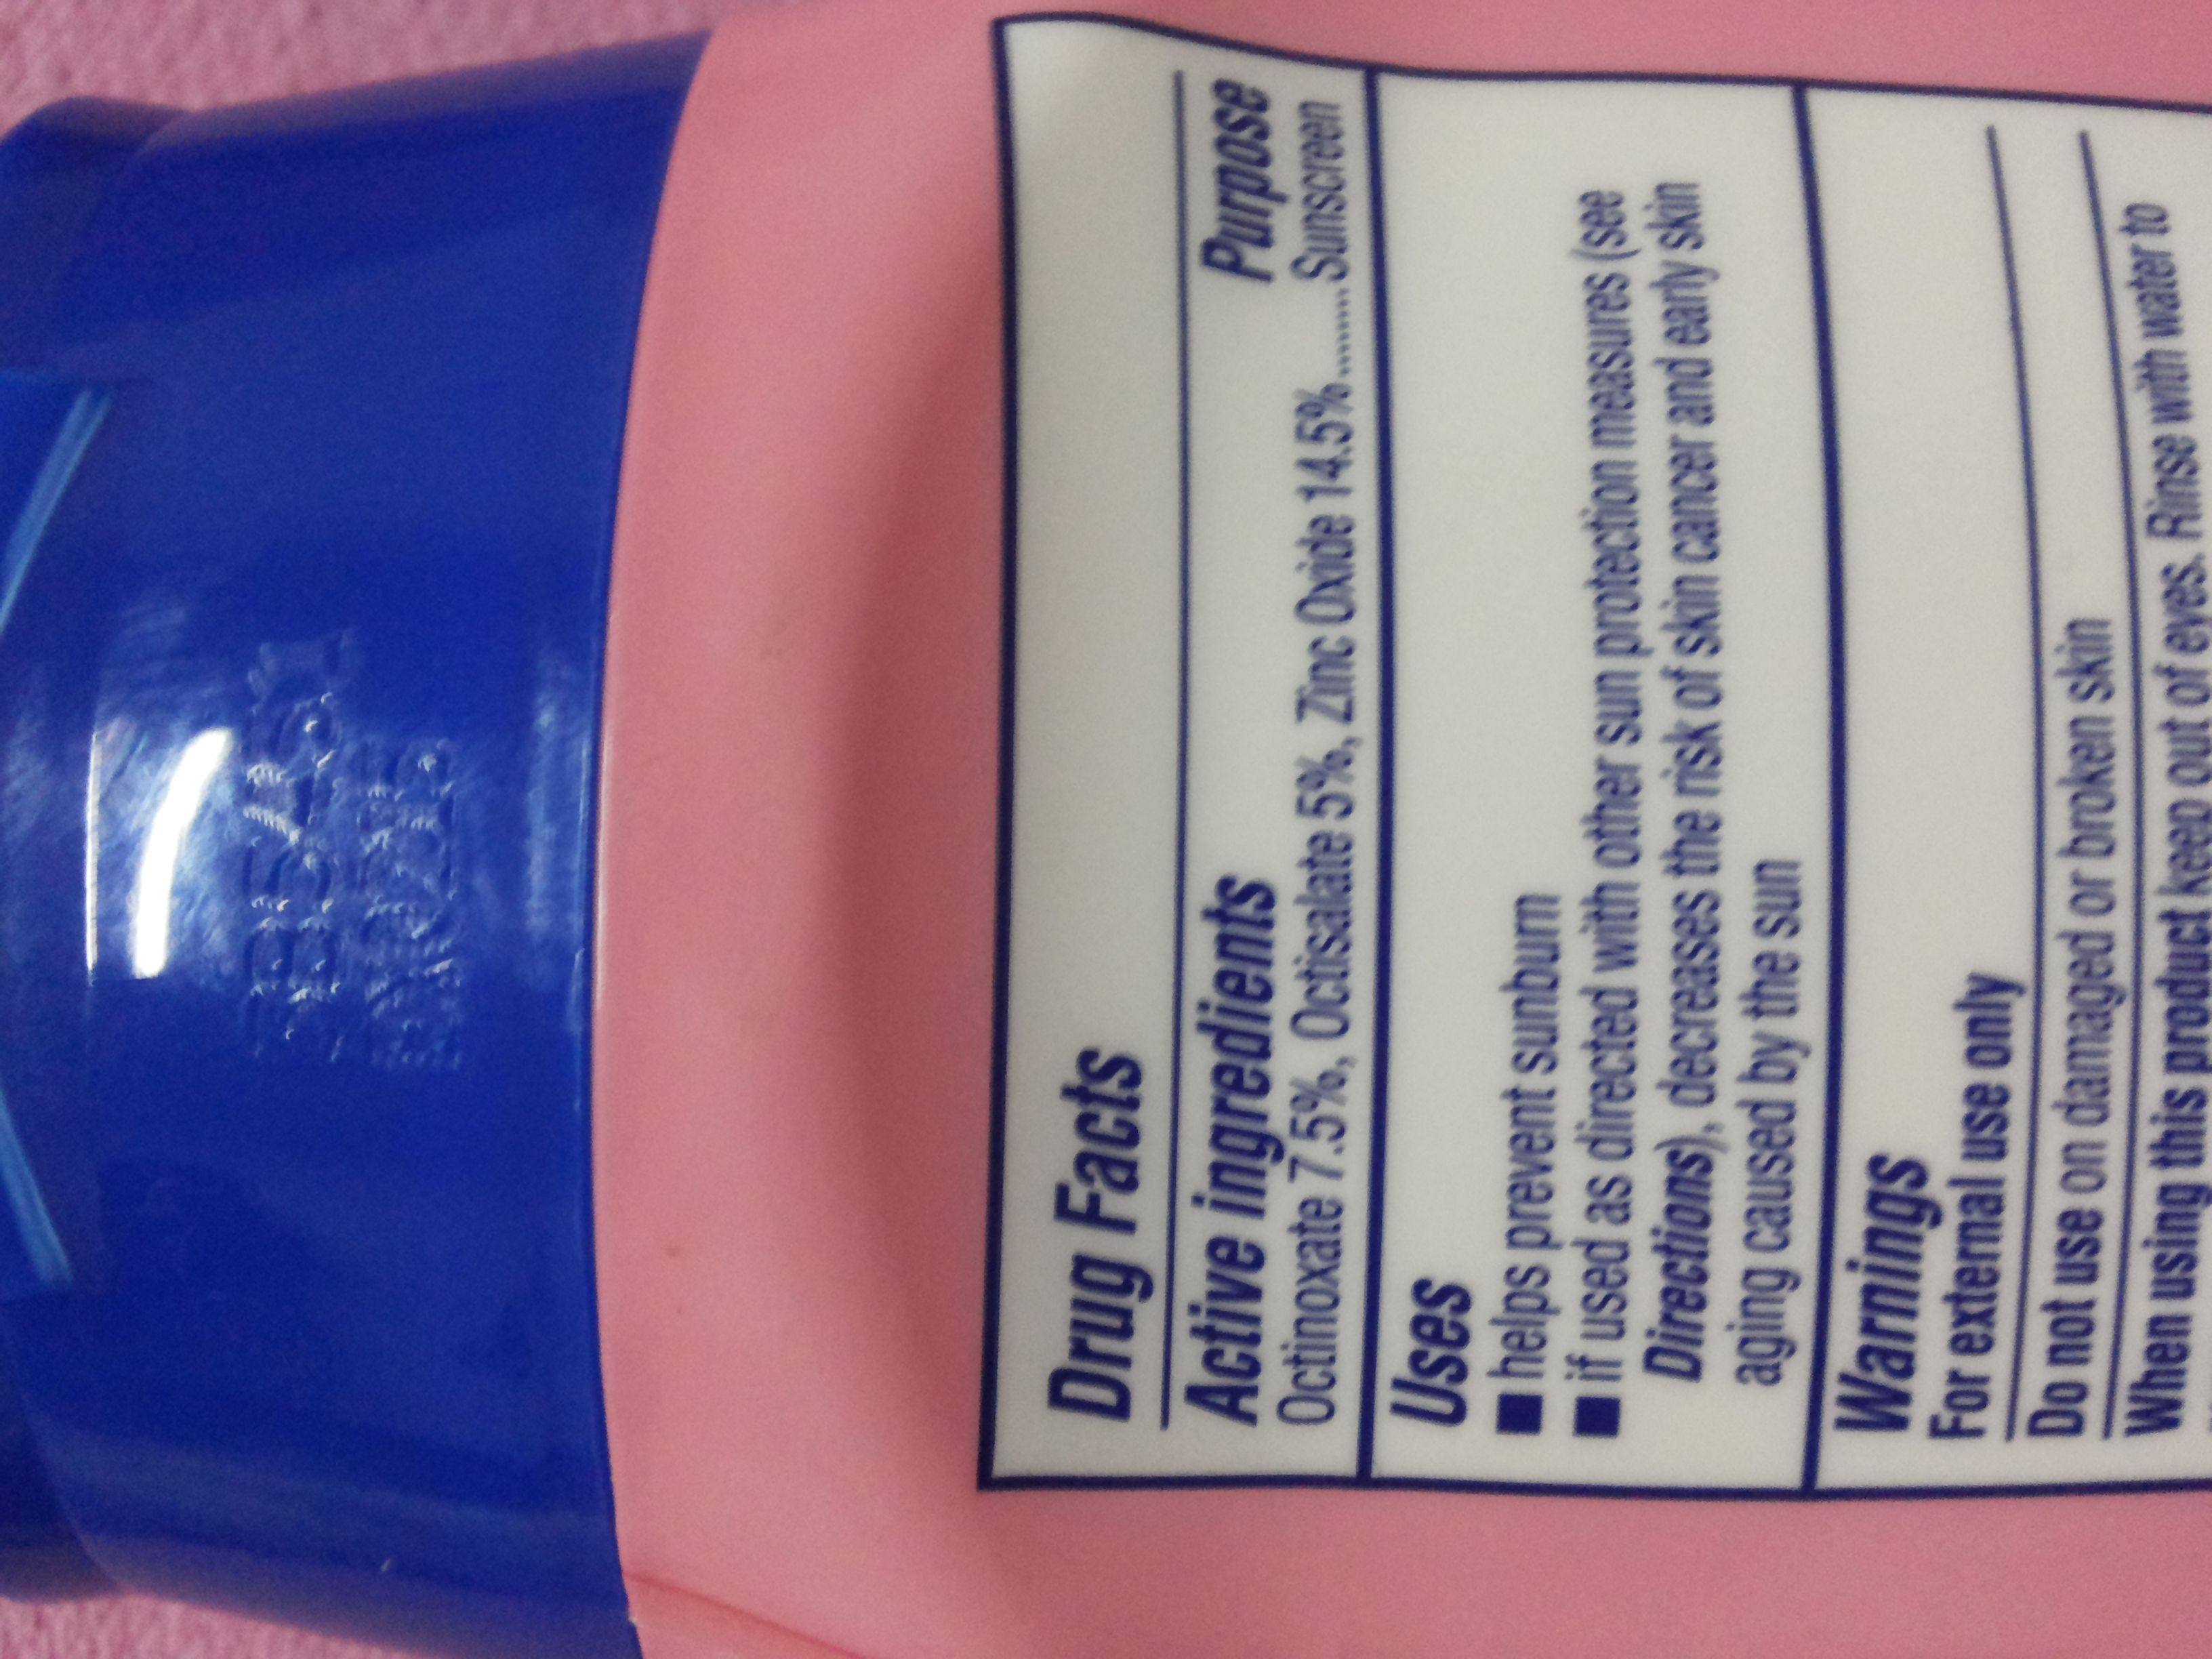 Drug Facts
Active ingredients Purpose
Octinoxate 7.5%, Octisalate 5%, Zinc Oxide 14.5%........Sunscreen
Uses
■ helps prevent sunburn
■ if used as directed with other sun protection measures (see
Directions), decreases the risk of skin cancer and early skin
aging caused by the sun
Warnings
For external use only
Do not use on damaged or broken skin
When using this product keep out of eyes. Rinse with water to